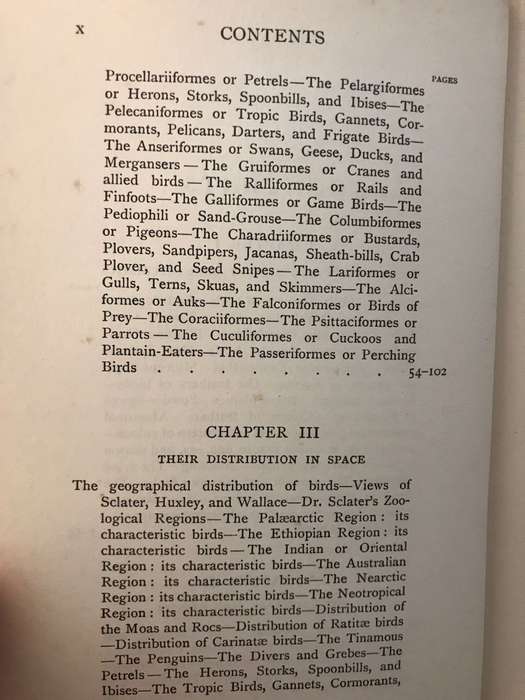 x
CONTENTS
PAGES
Procellariiformes or Petrels—The Pelargiformes
or Herons, Storks, Spoonbills, and Ibises—The
Pelecaniformes or Tropic Birds, Gannets, Cor-
morants, Pelicans, Darters, and Frigate Birds—
The Anseriformes or Swans, Geese, Ducks, and
Mergansers—The Gruiformes or Cranes and
allied birds—The Ralliformes or Rails and
Finfoots—The Galliformes or Game Birds—The
Pediophili or Sand-Grouse—The Columbiformes
or Pigeons—The Charadriiformes or Bustards,
Plovers, Sandpipers, Jacanas, Sheath-bills, Crab
Plover, and Seed Snipes—The Lariformes or
Gulls, Terns, Skuas, and Skimmers—The Alci-
formes or Auks—The Falconiformes or Birds of
Prey—The Coraciiformes—The Psittaciformes or
Parrots—The Cuculiformes or Cuckoos and
Plantain-Eaters—The Passeriformes or Perching
Birds . . . . . . . . 54–102
CHAPTER III
THEIR DISTRIBUTION IN SPACE
The geographical distribution of birds—Views of
Sclater, Huxley, and Wallace—Dr. Sclater's Zoo-
logical Regions—The Palæarctic Region: its
characteristic birds—The Ethiopian Region: its
characteristic birds—The Indian or Oriental
Region: its characteristic birds—The Australian
Region: its characteristic birds—The Nearctic
Region: its characteristic birds—The Neotropical
Region: its characteristic birds—Distribution of
the Moas and Rocs—Distribution of Ratitæ birds
—Distribution of Carinatæ birds—The Tinamous
—The Penguins—The Divers and Grebes—The
Petrels—The Herons, Storks, Spoonbills, and
Ibises—The Tropic Birds, Gannets, Cormorants,